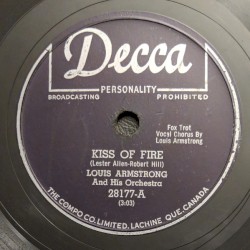 Decca
PERSONALITY
BROADCASTING PROHIBITED
Fox Trot
Vocal Chorus By
Louis Armstrong
KISS OF FIRE
(Lester Allen-Robert Hill)
LOUIS ARMSTRONG
And His Orchestra
28177-A
(3:03)
THE COMPO CO. LIMITED, LACHINE QUE. CANADA